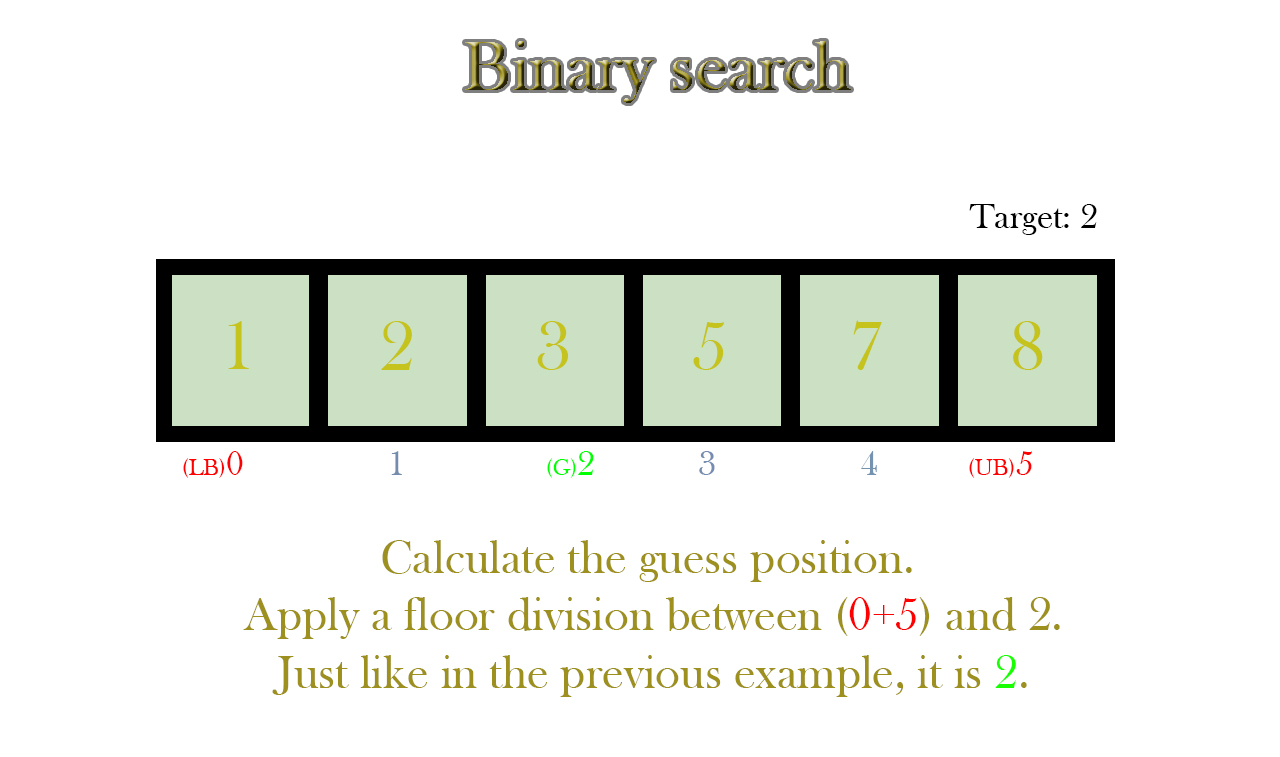 Binary search
Target: 2
1 2 3 5 7 8
(LB)0 1 (G)2 3 4 (UB)5
Calculate the guess position.
Apply a floor division between (0+5) and 2.
Just like in the previous example, it is 2.